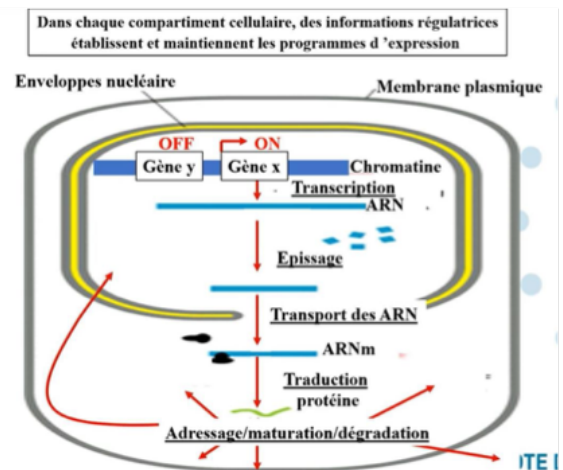 Dans chaque compartiment cellulaire, des informations régulatrices
établissent et maintiennent les programmes d 'expression
Enveloppes nucléaire
Membrane plasmique
OFF
ON
Gène y
Gène x
Chromatine
Transcription
ARN
Epissage
Transport des ARN
ARNm
Traduction
protéine
Adressage/maturation/dégradation